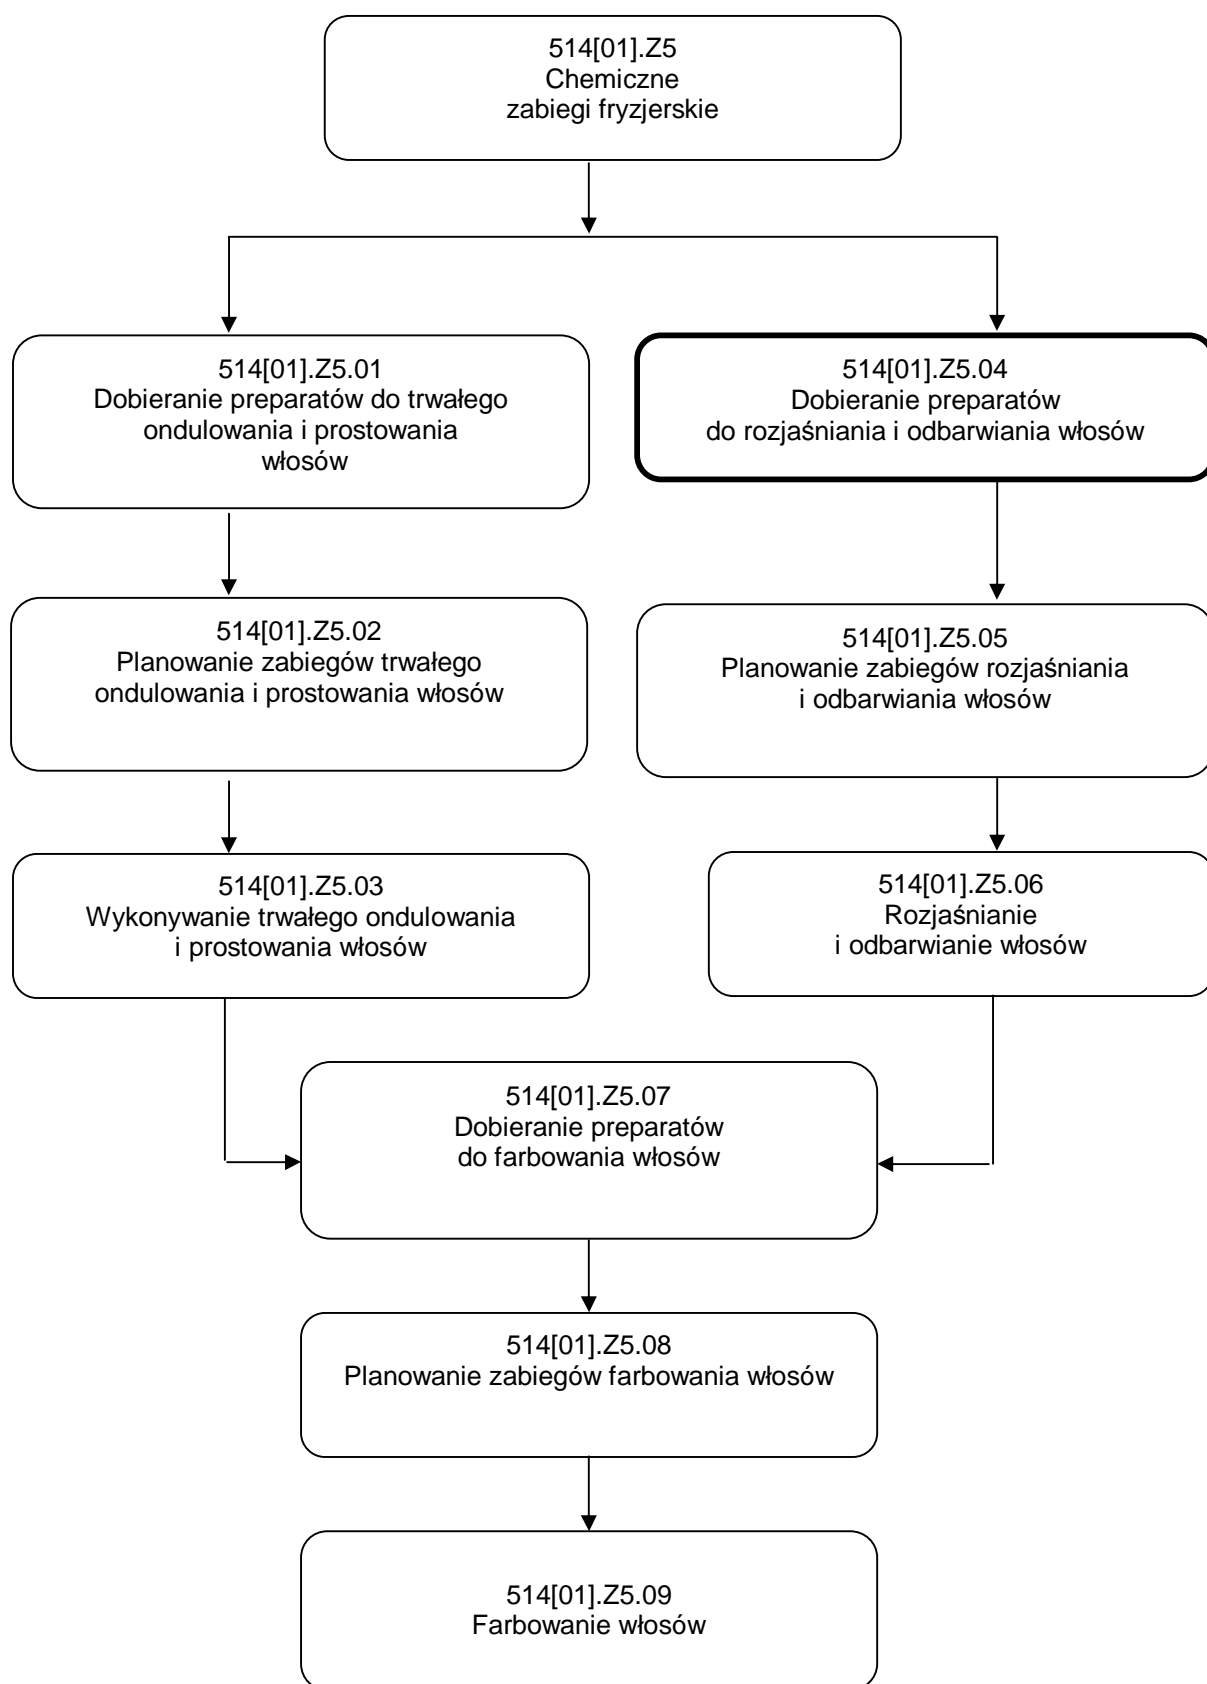 514[01].Z5
Chemiczne
zabiegi fryzjerskie
514[01].Z5.01
Dobieranie preparatów do trwałego
ondulowania i prostowania
włosów
514[01].Z5.04
Dobieranie preparatów
do rozjaśniania i odbarwiania włosów
514[01].Z5.02
Planowanie zabiegów trwałego
ondulowania i prostowania włosów
514[01].Z5.05
Planowanie zabiegów rozjaśniania
i odbarwiania włosów
514[01].Z5.03
Wykonywanie trwałego ondulowania
i prostowania włosów
514[01].Z5.06
Rozjaśnianie
i odbarwianie włosów
514[01].Z5.07
Dobieranie preparatów
do farbowania włosów
514[01].Z5.08
Planowanie zabiegów farbowania włosów
514[01].Z5.09
Farbowanie włosów